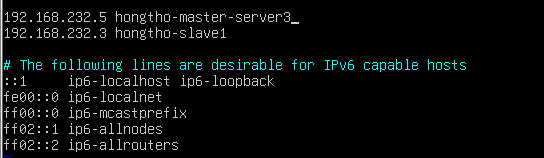 192.168.232.5 hongtho-master-server3_
192.168.232.3 hongtho-slave1
# The following lines are desirable for IPv6 capable hosts
::1 ip6-localhost ip6-loopback
fe00::0 ip6-localnet
ff00::0 ip6-mcastprefix
ff02::1 ip6-allnodes
ff02::2 ip6-allrouters